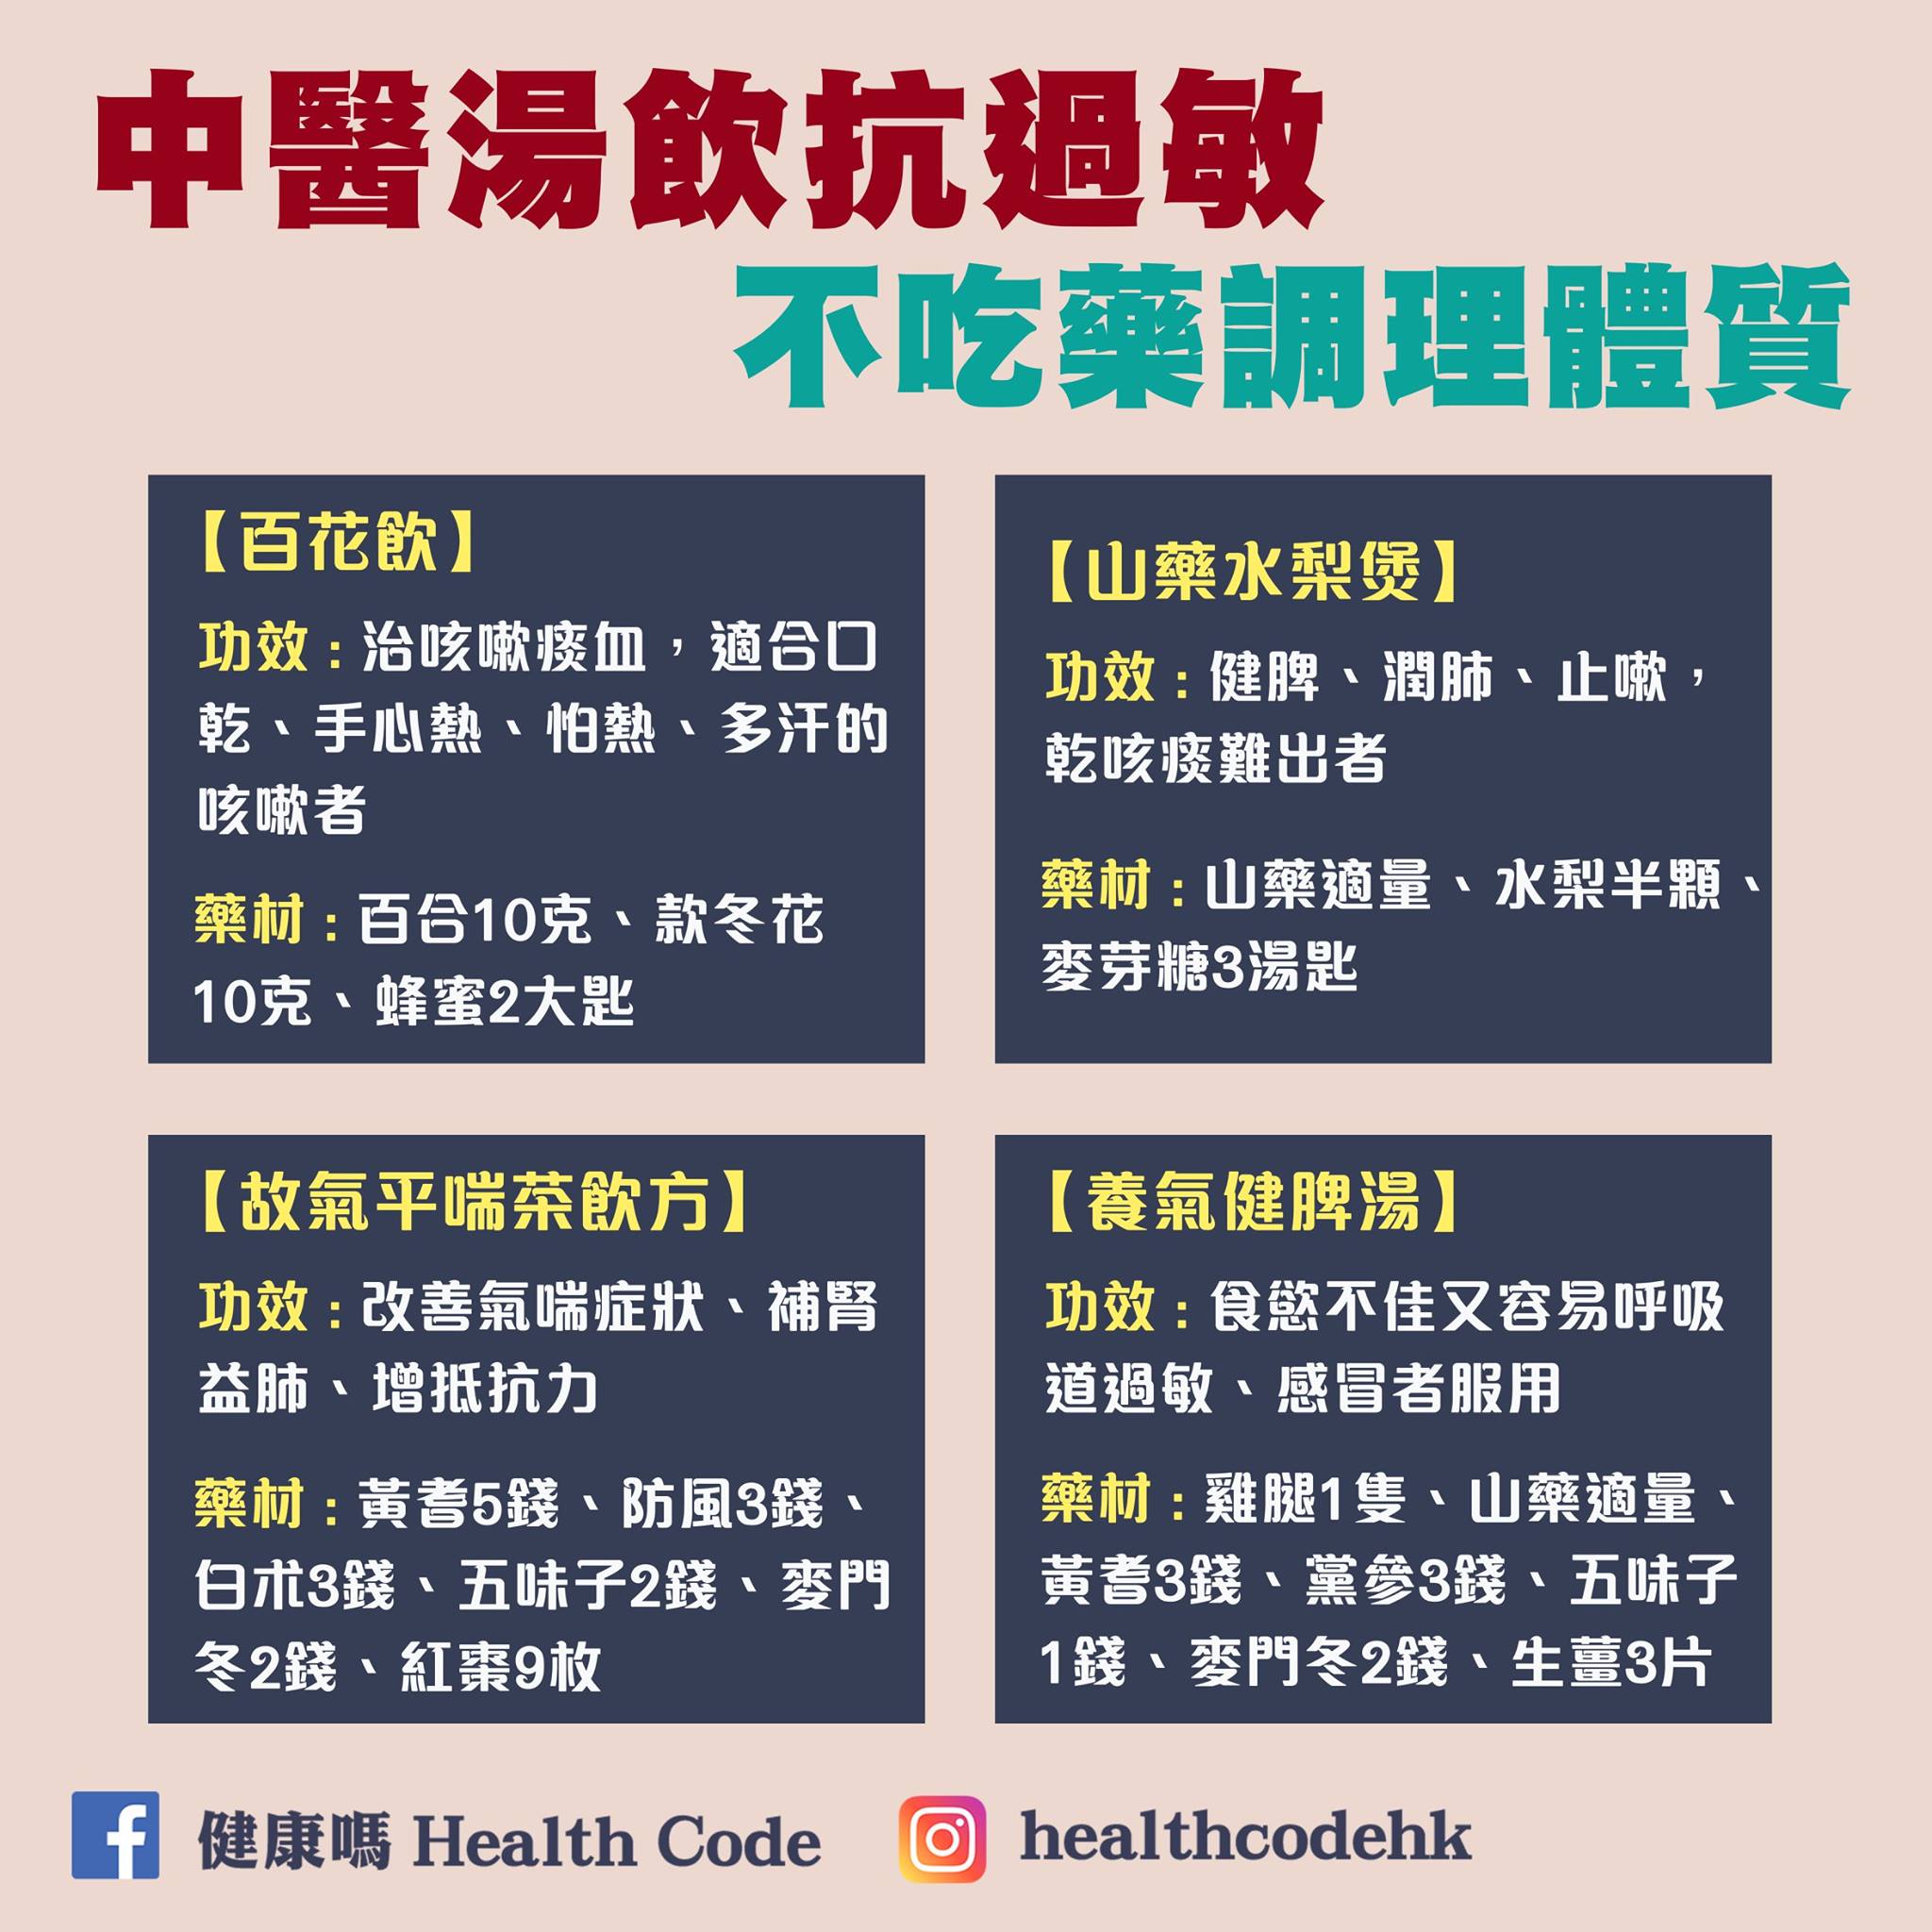 中醫湯飲抗過敏
不吃藥調理體質
【百花飲】
功效：治咳嗽痰血，適合口
乾、手心熱、怕熱、多汗的
咳嗽者
藥材：百合10克、款冬花
10克、蜂蜜2大匙
【山藥水梨煲】
功效：健脾、潤肺、止嗽，
乾咳痰難出者
藥材：山藥適量、水梨半顆、
麥芽糖3湯匙
【故氣平喘茶飲方】
功效：改善氣喘症狀、補腎
益肺、增抵抗力
藥材：黃耆5錢、防風3錢、
白朮3錢、五味子2錢、麥門
冬2錢、紅棗9枚
【養氣健脾湯】
功效：食慾不佳又容易呼吸
道過敏、感冒者服用
藥材：雞腿1隻、山藥適量、
黃耆3錢、黨參3錢、五味子
1錢、麥門冬2錢、生薑3片
健康嗎 Health Code
healthcodehk